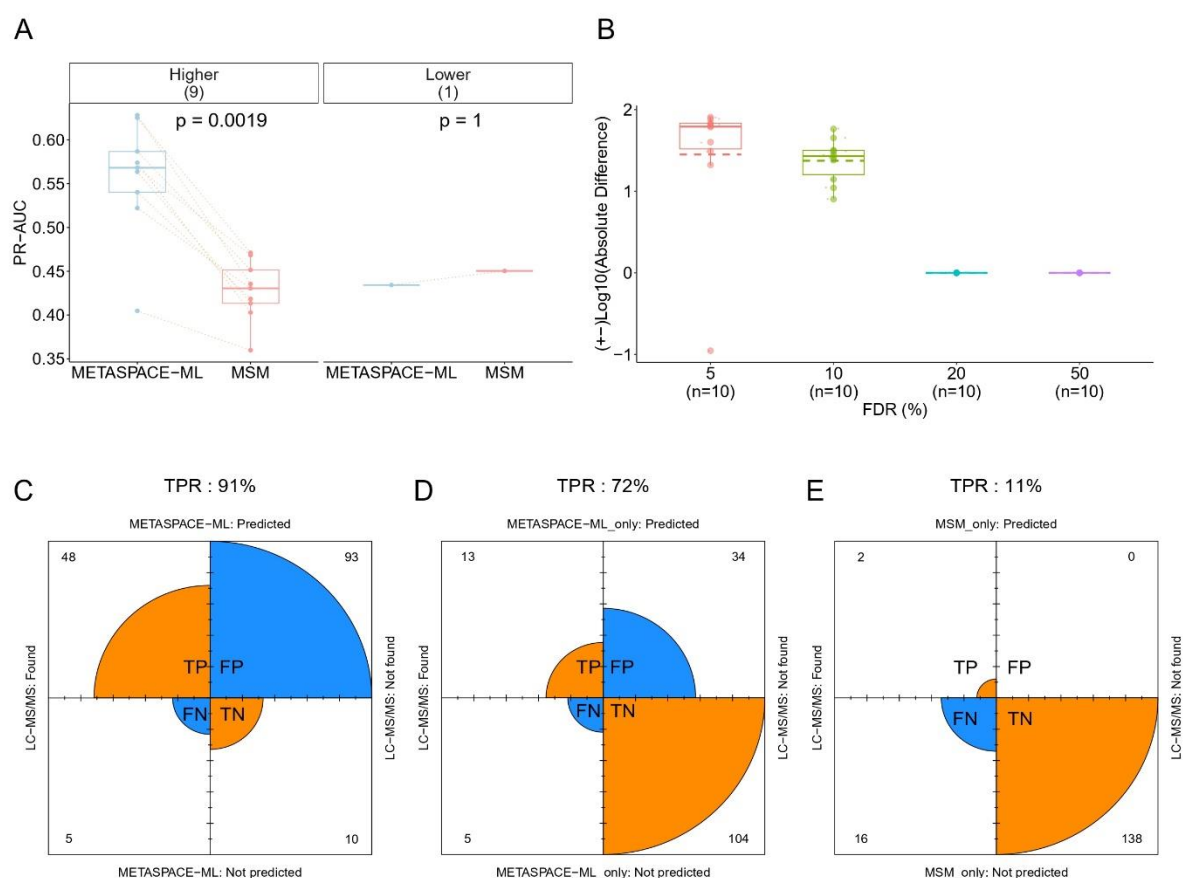 A
B
Higher
(9)
Lower
(1)
p = 0.0019
p = 1
PR−AUC
0.60
0.55
0.50
0.45
0.40
0.35
METASPACE−ML
MSM
METASPACE−ML
MSM
(+−)Log10(Absolute Difference)
2
1
0
−1
5
(n=10)
10
(n=10)
20
(n=10)
50
(n=10)
FDR (%)
C
TPR : 91%
METASPACE−ML: Predicted
LC−MS/MS: Found
48
93
TP
FP
FN
TN
5
10
LC−MS/MS: Not found
METASPACE−ML: Not predicted
D
TPR : 72%
METASPACE−ML_only: Predicted
LC−MS/MS: Found
13
34
TP
FP
FN
TN
5
104
LC−MS/MS: Not found
METASPACE−ML_only: Not predicted
E
TPR : 11%
MSM_only: Predicted
LC−MS/MS: Found
2
0
TP
FP
FN
TN
16
138
LC−MS/MS: Not found
MSM_only: Not predicted